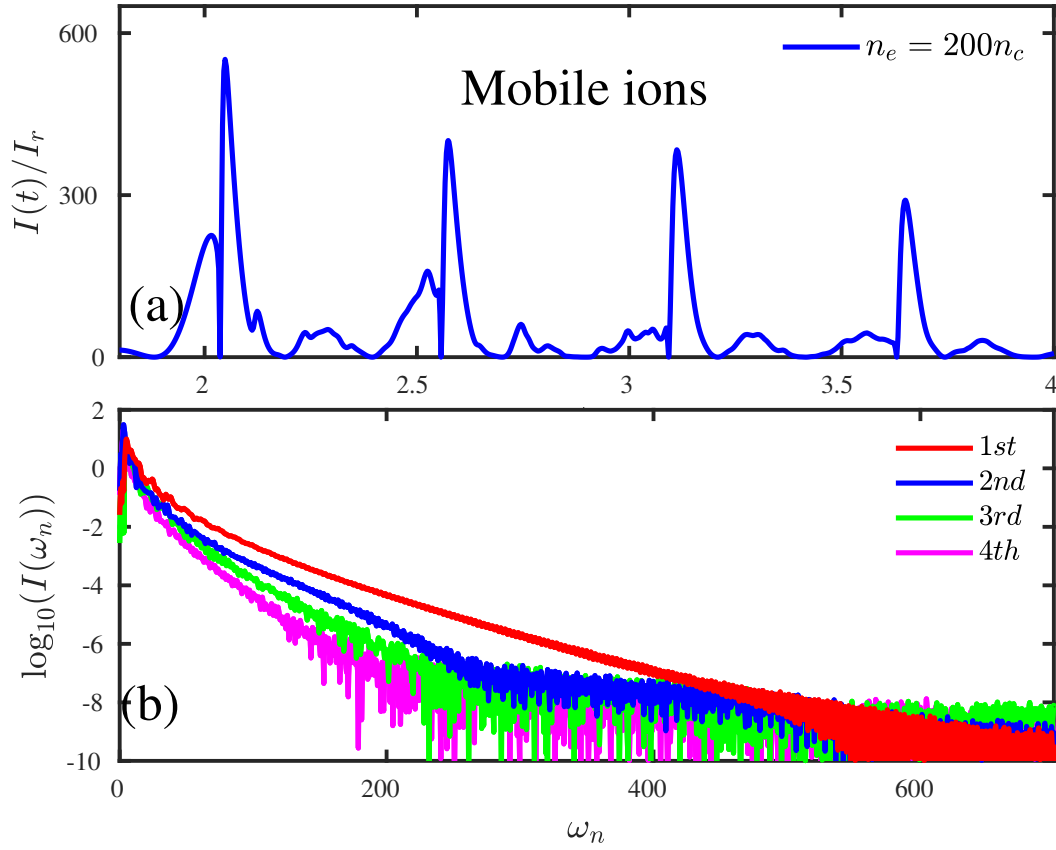 600
300
0
I(t)/I_r
n_e = 200n_c
Mobile ions
(a)
2
2.5
3
3.5
4
2
0
-2
-4
-6
-8
-10
log_10(I(ω_n))
1st
2nd
3rd
4th
(b)
0
200
400
600
ω_n